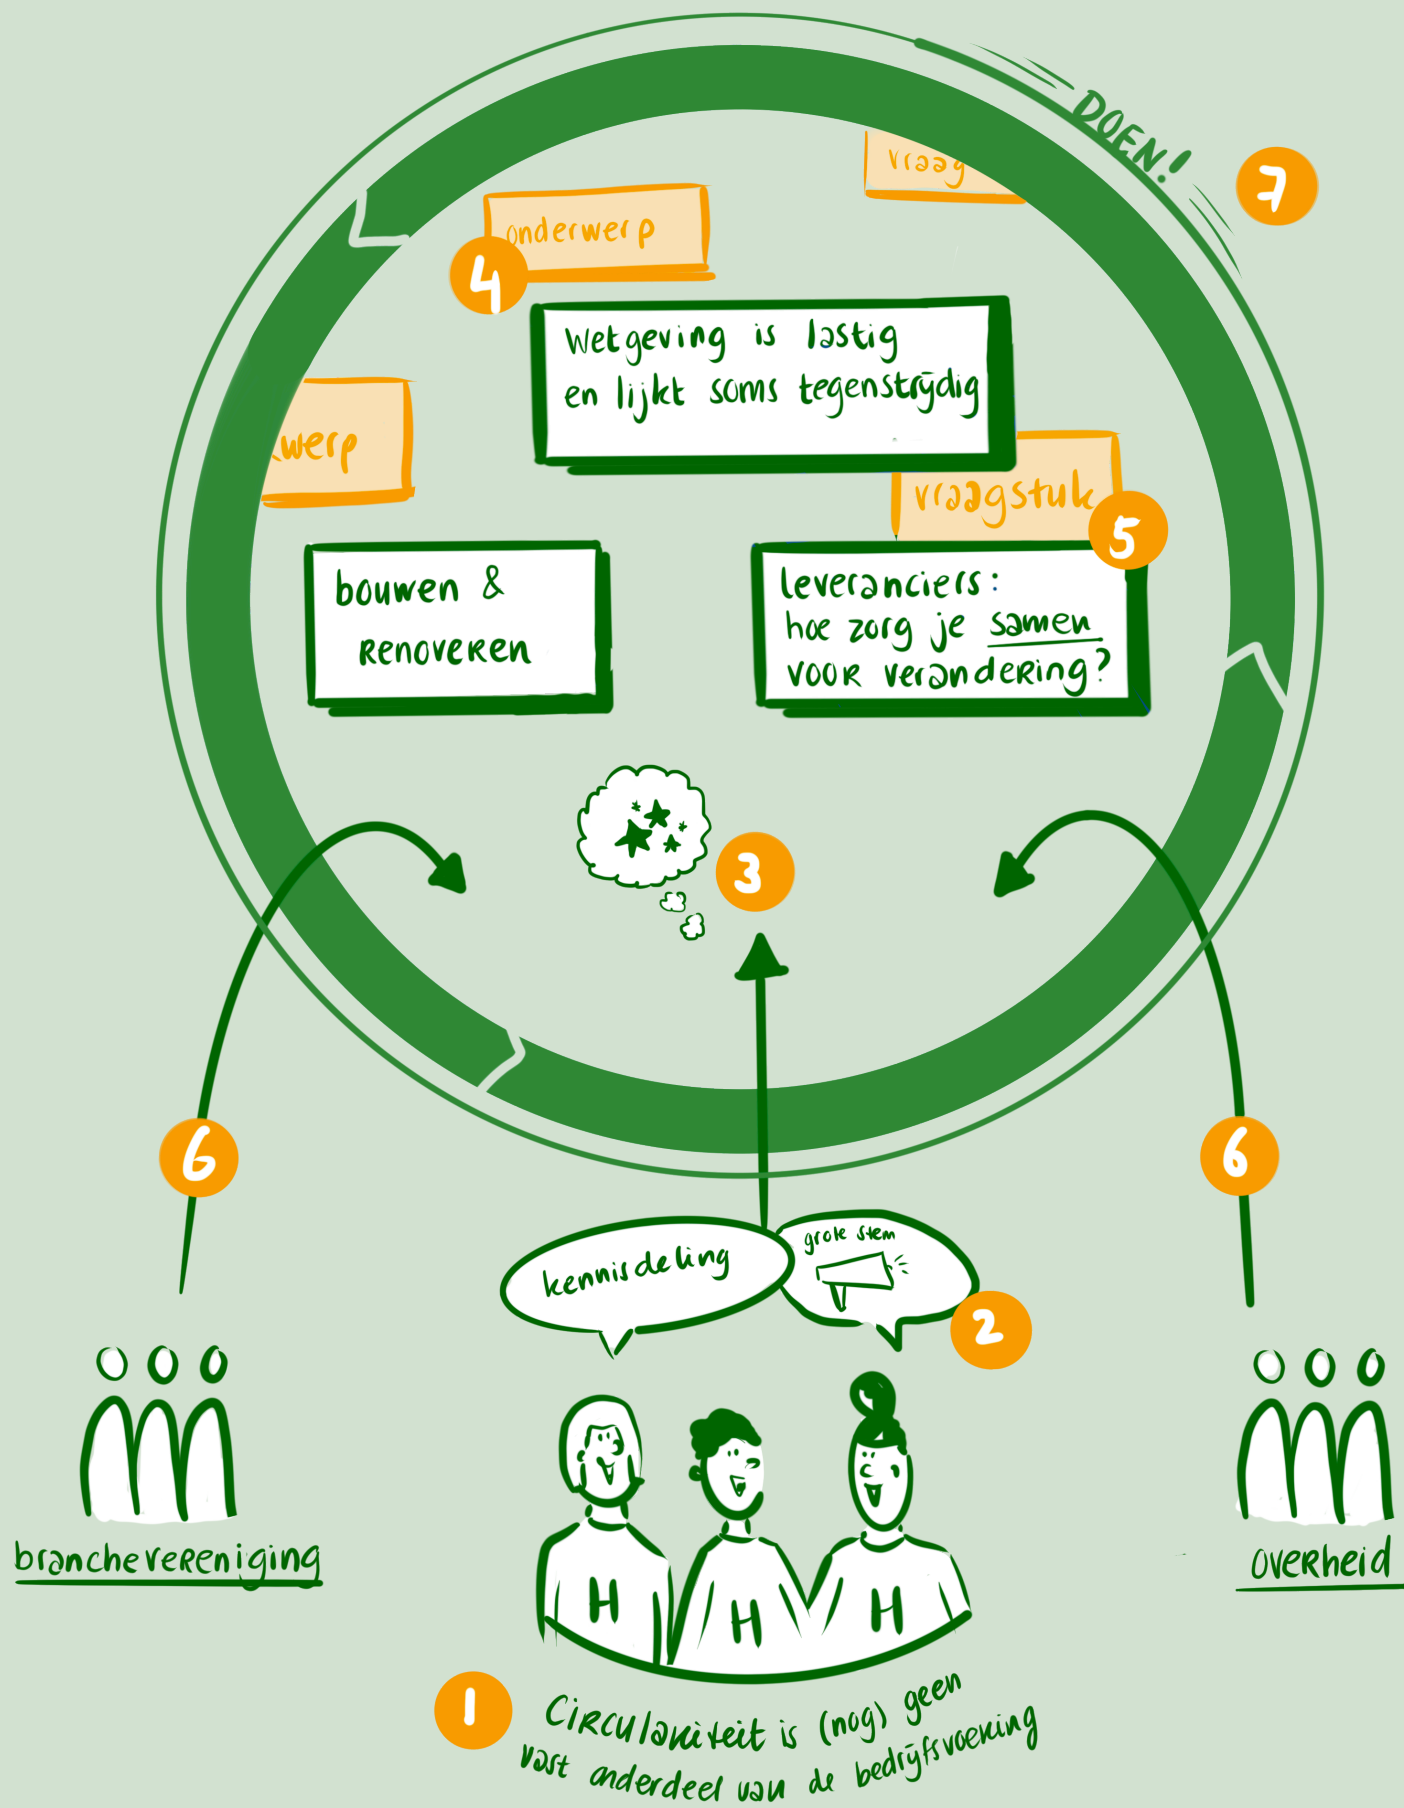 DOEN!
7
vraag
onderwerp
4
Wetgeving is lastig
en lijkt soms tegenstrijdig
werp
vraagstuk
5
bouwen &
RENOVEREN
leveranciers:
hoe zorg je samen
VOOR verandering?
3
6
6
kennisdeling
grote stem
2
branchevereniging
overheid
H
H
H
1
Circulariteit is (nog) geen
vast onderdeel van de bedrijfsvoering